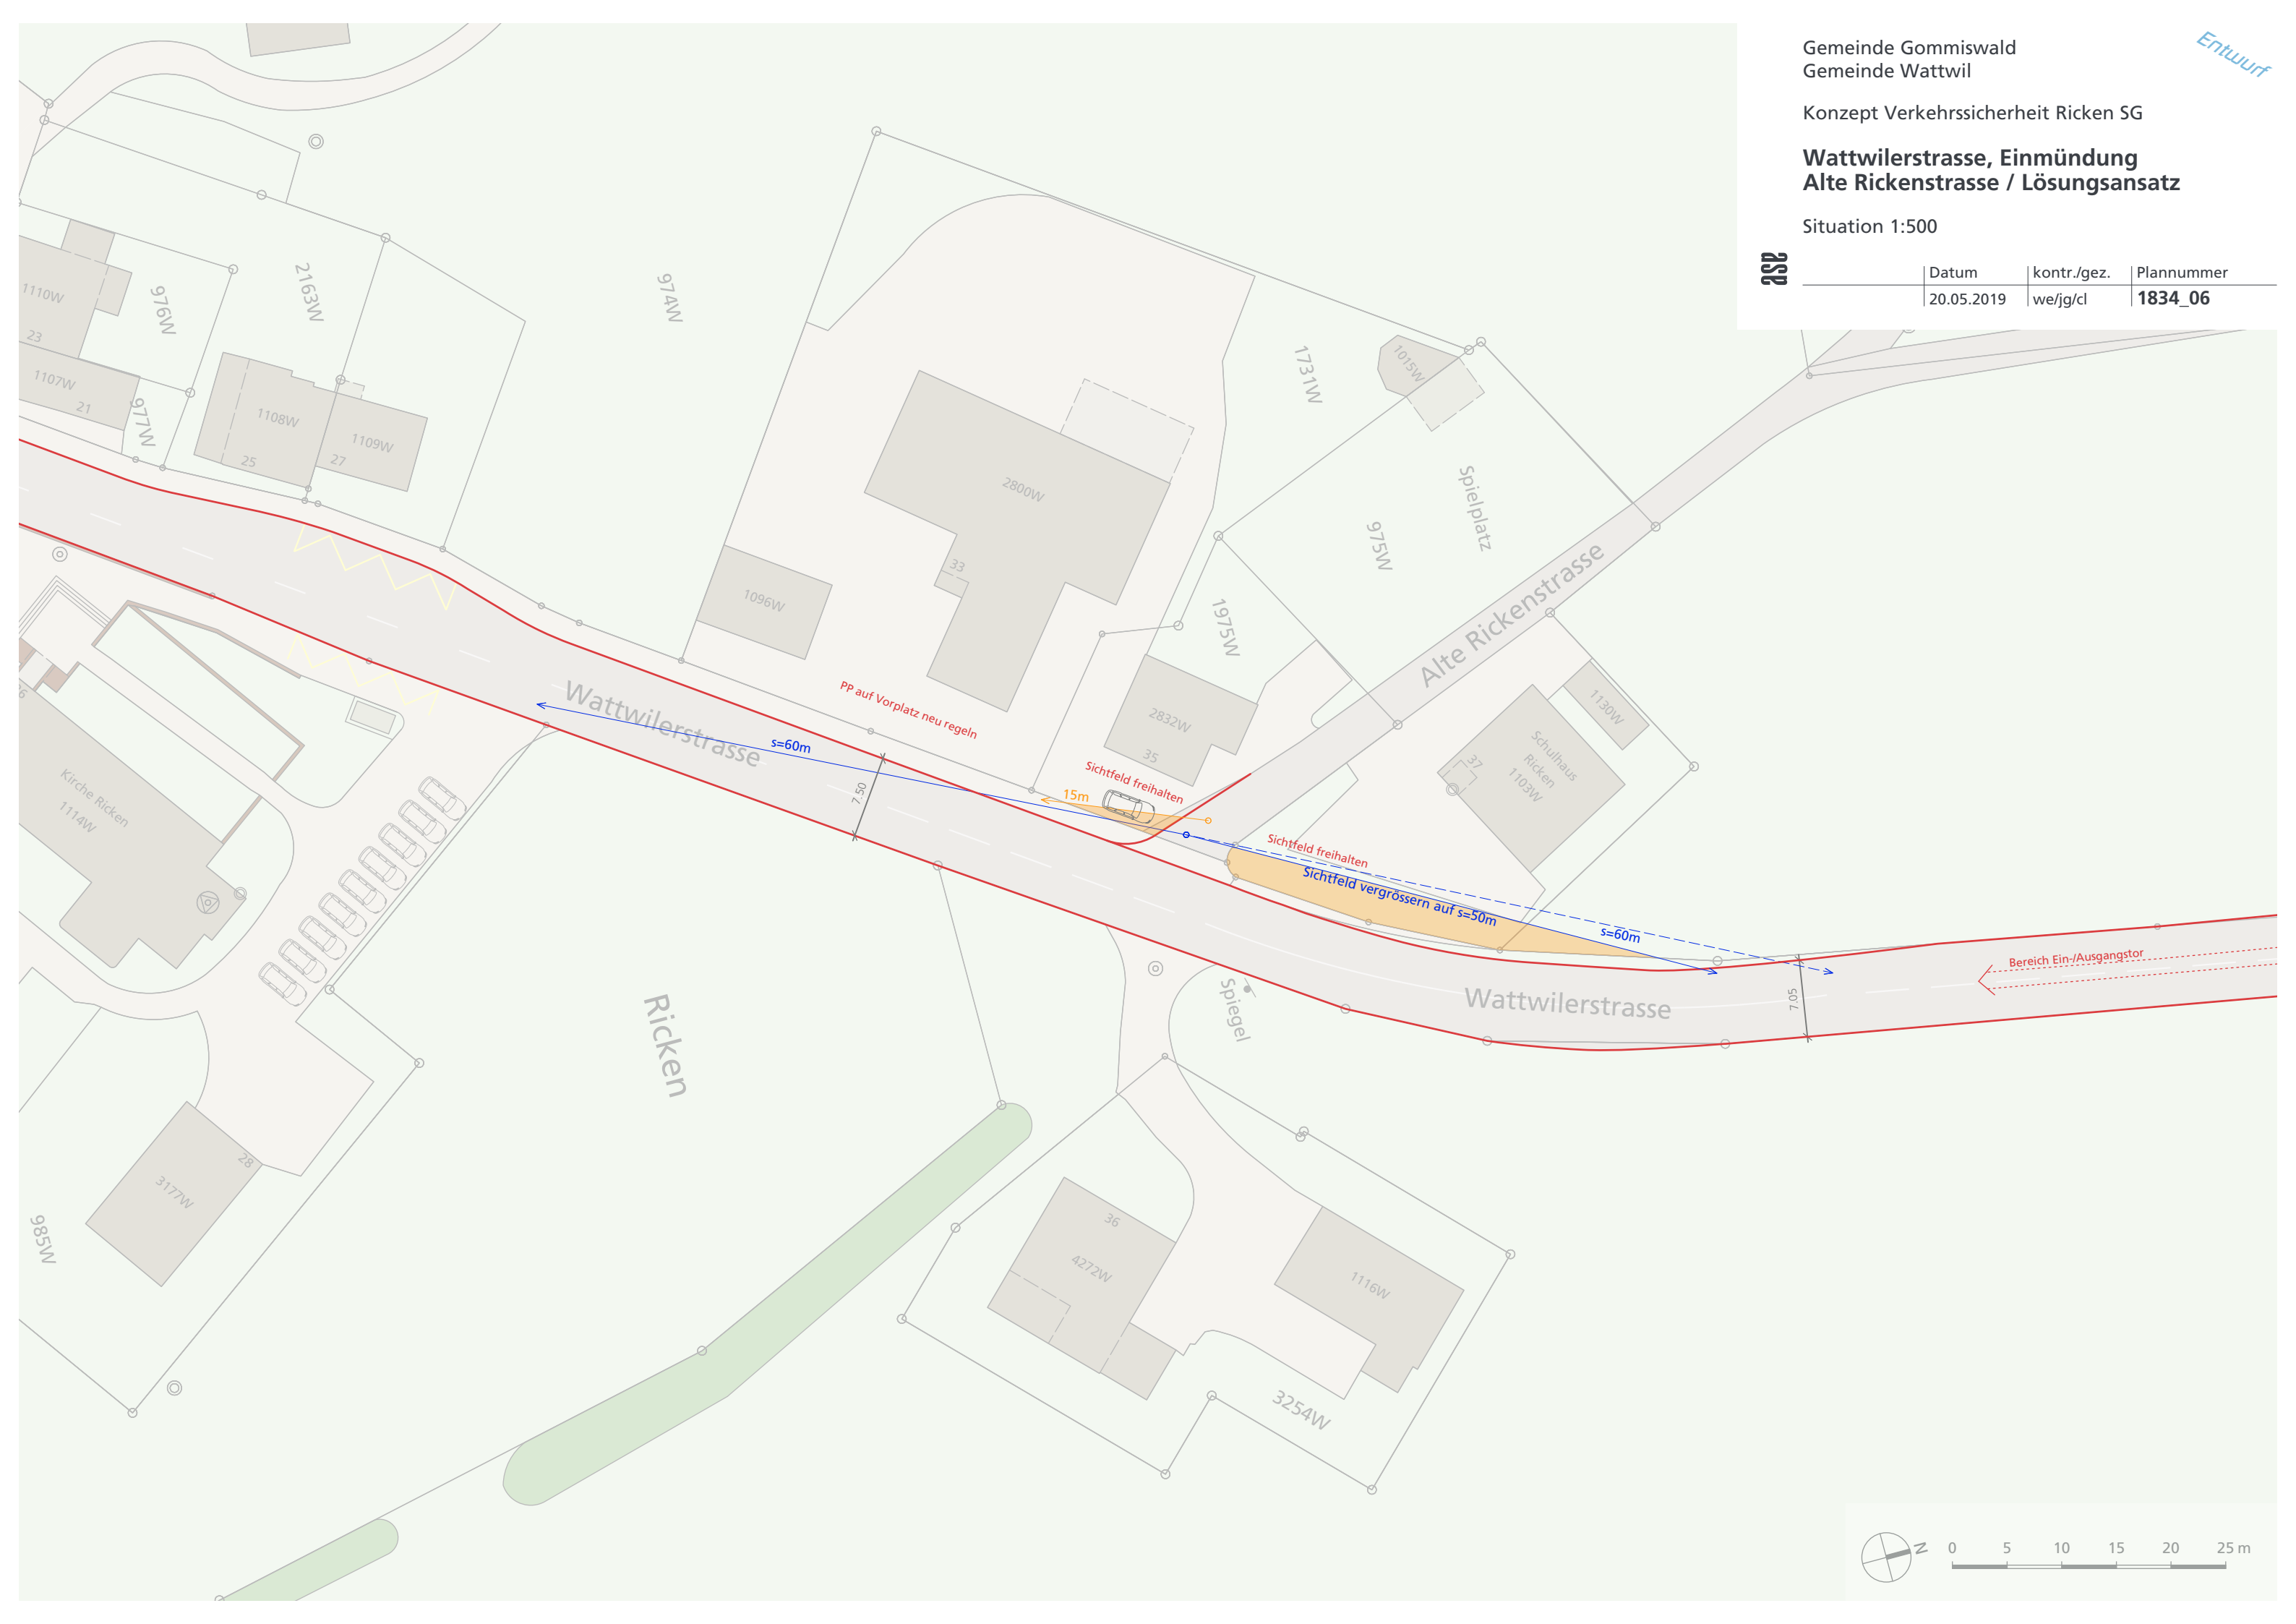 Gemeinde Gommiswald
Gemeinde Wattwil
Entwurf
Konzept Verkehrssicherheit Ricken SG
Wattwilerstrasse, Einmündung
Alte Rickenstrasse / Lösungsansatz
Situation 1:500
ase
Datum
kontr./gez.
Plannummer
20.05.2019
we/jg/cl
1834_06
1110W
23
976W
2163W
1107W
21
977W
1108W
25
1109W
27
974W
1731W
1015W
2800W
33
1096W
Spielplatz
975W
1975W
Alte Rickenstrasse
2832W
35
1130W
Schulhaus
Ricken
1103W
37
Wattwilerstrasse
PP auf Vorplatz neu regeln
s=60m
7.50
Sichtfeld freihalten
15m
Sichtfeld freihalten
Sichtfeld vergrössern auf s=50m
s=60m
Bereich Ein-/Ausgangstor
7.05
Wattwilerstrasse
Spiegel
Kirche Ricken
1114W
Ricken
28
3177W
985W
36
4272W
1116W
3254W
N
0 5 10 15 20 25 m